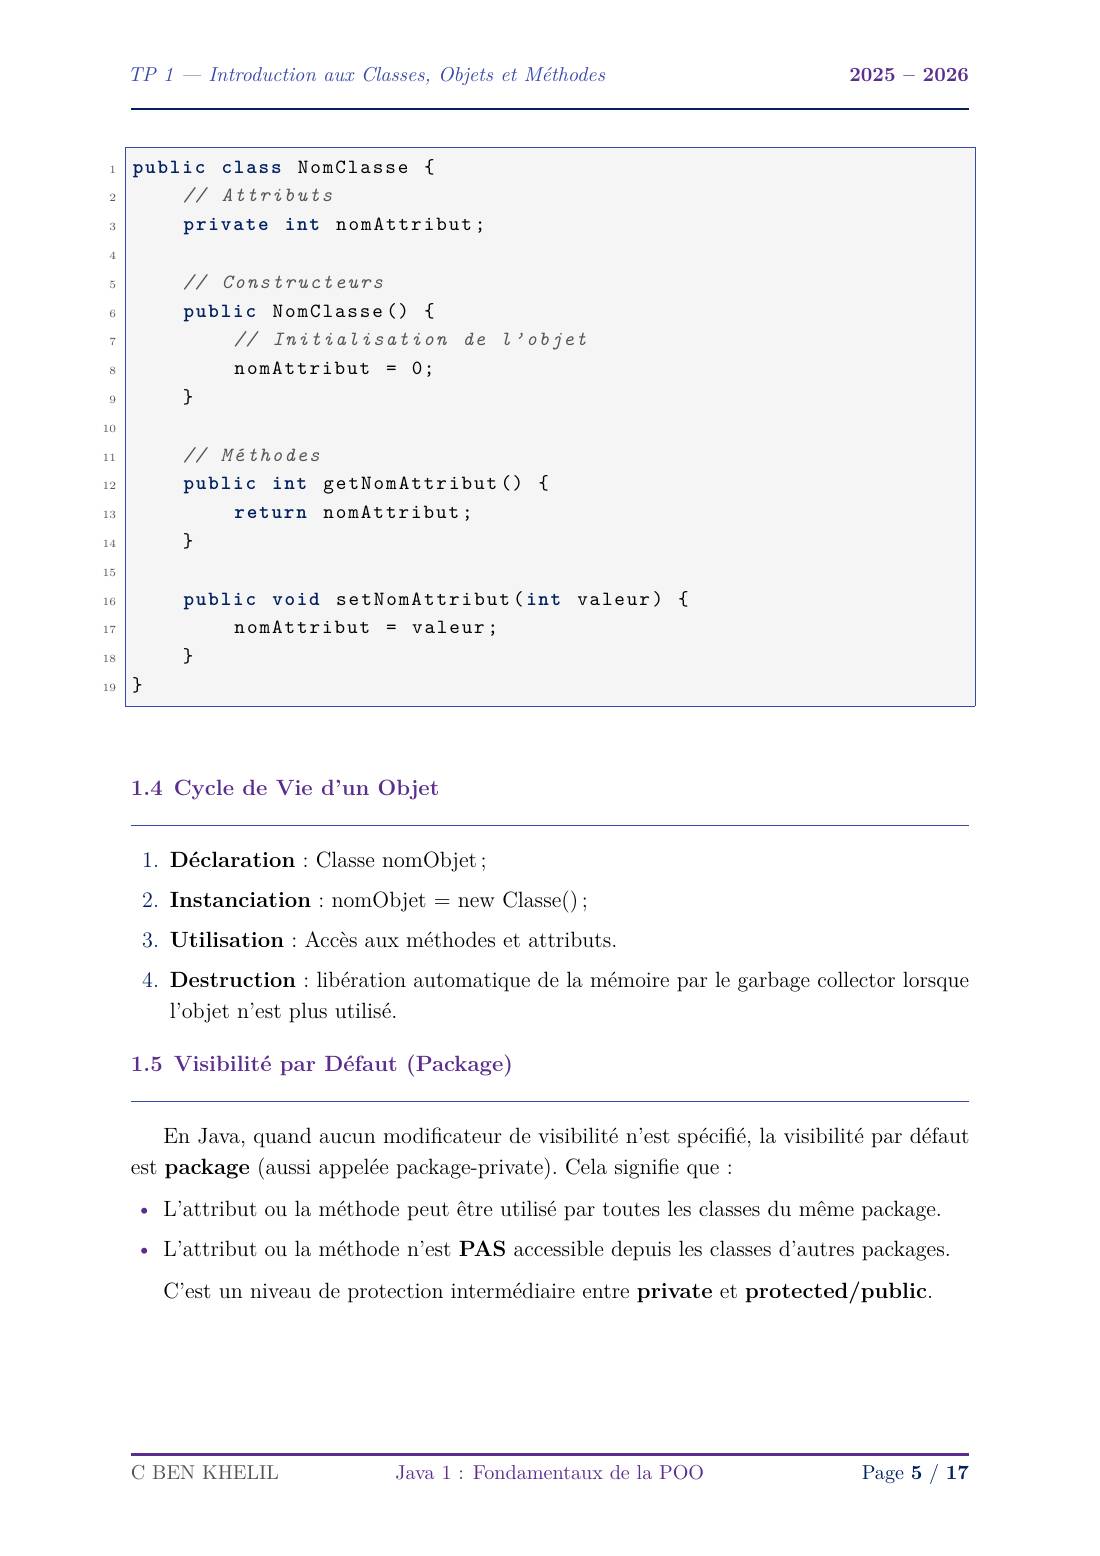 TP 1 — Introduction aux Classes, Objets et Méthodes 2025 – 2026
1 public class NomClasse {
2 // Attributs
3 private int nomAttribut;
4
5 // Constructeurs
6 public NomClasse() {
7 // Initialisation de l'objet
8 nomAttribut = 0;
9 }
10
11 // Méthodes
12 public int getNomAttribut() {
13 return nomAttribut;
14 }
15
16 public void setNomAttribut(int valeur) {
17 nomAttribut = valeur;
18 }
19 }
1.4 Cycle de Vie d'un Objet
1. Déclaration : Classe nomObjet ;
2. Instanciation : nomObjet = new Classe() ;
3. Utilisation : Accès aux méthodes et attributs.
4. Destruction : libération automatique de la mémoire par le garbage collector lorsque
l'objet n'est plus utilisé.
1.5 Visibilité par Défaut (Package)
En Java, quand aucun modificateur de visibilité n'est spécifié, la visibilité par défaut
est package (aussi appelée package-private). Cela signifie que :
• L'attribut ou la méthode peut être utilisé par toutes les classes du même package.
• L'attribut ou la méthode n'est PAS accessible depuis les classes d'autres packages.
C'est un niveau de protection intermédiaire entre private et protected/public.
C BEN KHELIL Java 1 : Fondamentaux de la POO Page 5 / 17